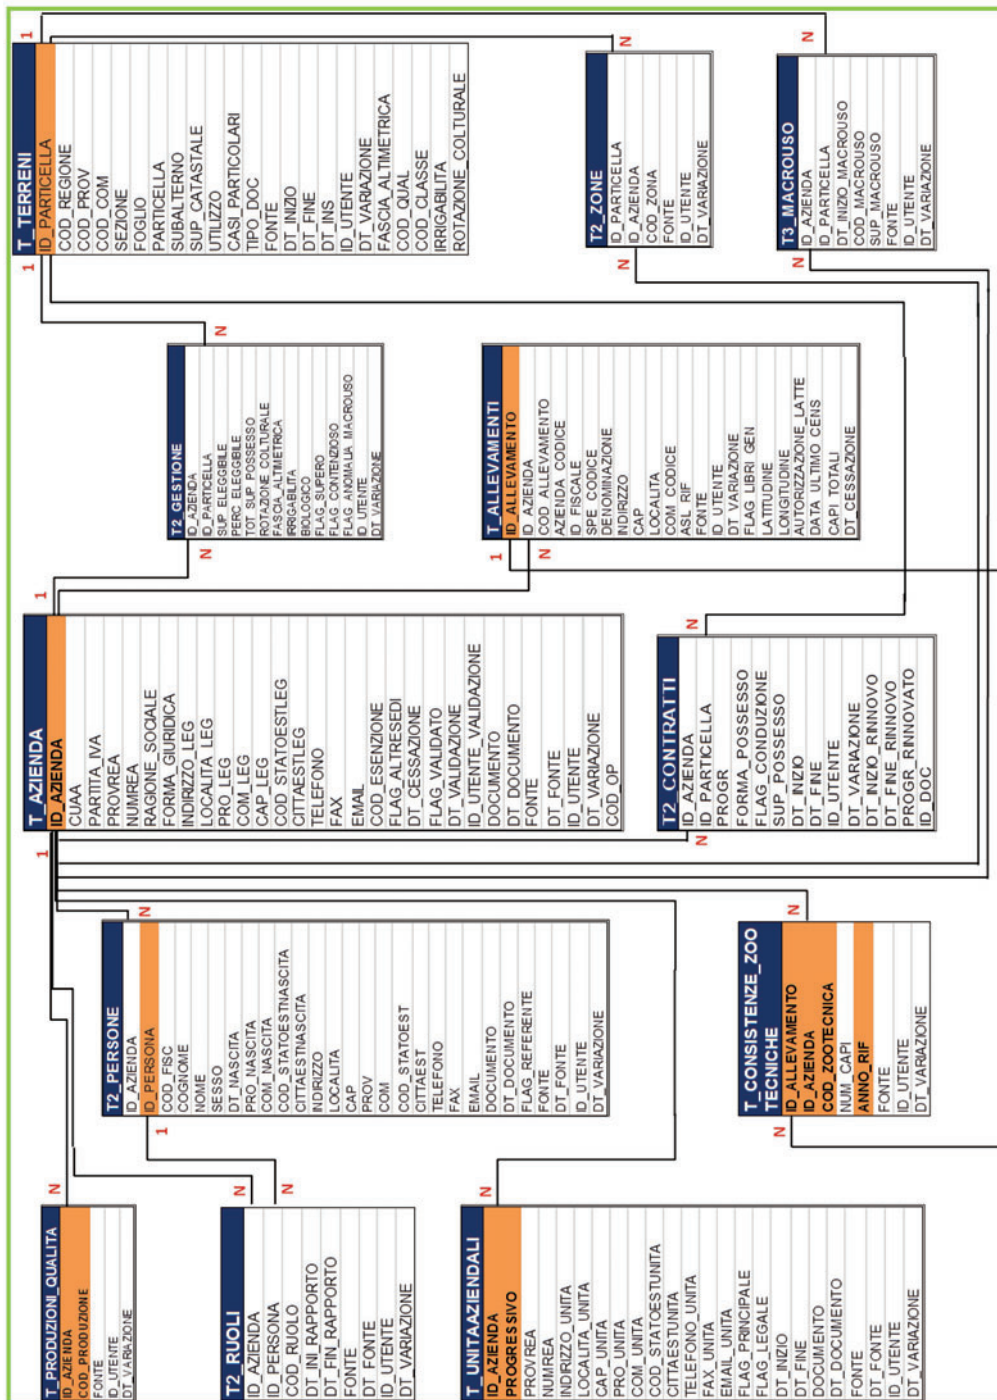 T_PRODUZIONI_QUALITA
ID_AZIENDA
COD_PRODUZIONE
FONTE
ID_UTENTE
DT_VARIAZIONE
N
T2_RUOLI
ID_AZIENDA
ID_PERSONA
COD_RUOLO
DT_INI_RAPPORTO
DT_FIN_RAPPORTO
FONTE
DT_FONTE
ID_UTENTE
DT_VARIAZIONE
N
N
T_UNITAAZIENDALI
ID_AZIENDA
PROGRESSIVO
PROVREA
NUMREA
INDIRIZZO_UNITA
LOCALITA_UNITA
CAP_UNITA
PRO_UNITA
COM_UNITA
COD_STATOESTUNITA
CITTAESTUNITA
TELEFONO_UNITA
FAX_UNITA
EMAIL_UNITA
FLAG_PRINCIPALE
FLAG_LEGALE
DT_INIZIO
DT_FINE
DOCUMENTO
DT_DOCUMENTO
FONTE
DT_FONTE
ID_UTENTE
DT_VARIAZIONE
N
T2_PERSONE
ID_AZIENDA
ID_PERSONA
COD_FISC
COGNOME
NOME
SESSO
DT_NASCITA
PRO_NASCITA
COM_NASCITA
COD_STATOESTNASCITA
CITTAESTNASCITA
INDIRIZZO
LOCALITA
CAP
PROV
COM
COD_STATOEST
CITTAEST
TELEFONO
FAX
EMAIL
DOCUMENTO
DT_DOCUMENTO
FLAG_REFERENTE
FONTE
DT_FONTE
ID_UTENTE
DT_VARIAZIONE
1
N
T_CONSISTENZE_ZOO
TECNICHE
ID_ALLEVAMENTO
ID_AZIENDA
COD_ZOOTECNICA
NUM_CAPI
ANNO_RIF
FONTE
ID_UTENTE
DT_VARIAZIONE
N
N
T_AZIENDA
ID_AZIENDA
CUAA
PARTITA_IVA
PROVREA
NUMREA
RAGIONE_SOCIALE
FORMA_GIURIDICA
INDIRIZZO_LEG
LOCALITA_LEG
PRO_LEG
COM_LEG
CAP_LEG
COD_STATOESTLEG
CITTAESTLEG
TELEFONO
FAX
EMAIL
COD_ESENZIONE
FLAG_ALTRESEDI
DT_CESSAZIONE
FLAG_VALIDATO
DT_VALIDAZIONE
ID_UTENTE_VALIDAZIONE
DOCUMENTO
DT_DOCUMENTO
FONTE
DT_FONTE
ID_UTENTE
DT_VARIAZIONE
COD_OP
1
1
T2_CONTRATTI
ID_AZIENDA
ID_PARTICELLA
PROGR
FORMA_POSSESSO
FLAG_CONDUZIONE
SUP_POSSESSO
DT_INIZIO
DT_FINE
ID_UTENTE
DT_VARIAZIONE
DT_INIZIO_RINNOVO
DT_FINE_RINNOVO
PROGR_RINNOVATO
ID_DOC
N
N
T2_GESTIONE
ID_AZIENDA
ID_PARTICELLA
SUP_ELEGGIBILE
PERC_ELEGGIBILE
TOT_SUP_POSSESSO
ROTAZIONE_COLTURALE
FASCIA_ALTIMETRICA
IRRIGABILITA
BIOLOGICO
FLAG_SUPERO
FLAG_CONTENZIOSO
FLAG_ANOMALIA_MACROUSO
ID_UTENTE
DT_VARIAZIONE
N
N
T_ALLEVAMENTI
ID_ALLEVAMENTO
ID_AZIENDA
COD_ALLEVAMENTO
AZIENDA_CODICE
ID_FISCALE
SPE_CODICE
DENOMINAZIONE
INDIRIZZO
CAP
LOCALITA
COM_CODICE
ASL_RIF
FONTE
ID_UTENTE
DT_VARIAZIONE
FLAG_LIBRI_GEN
LATITUDINE
LONGITUDINE
AUTORIZZAZIONE_LATTE
DATA_ULTIMO_CENS
CAPI_TOTALI
DT_CESSAZIONE
1
N
T_TERRENI
ID_PARTICELLA
COD_REGIONE
COD_PROV
COD_COM
SEZIONE
FOGLIO
PARTICELLA
SUBALTERNO
SUP_CATASTALE
UTILIZZO
CASI_PARTICOLARI
TIPO_DOC
FONTE
DT_INIZIO
DT_FINE
DT_INS
ID_UTENTE
DT_VARIAZIONE
FASCIA_ALTIMETRICA
COD_QUAL
COD_CLASSE
IRRIGABILITA
ROTAZIONE_COLTURALE
1
1
T2_ZONE
ID_PARTICELLA
ID_AZIENDA
COD_ZONA
FONTE
ID_UTENTE
DT_VARIAZIONE
N
N
T3_MACROUSO
ID_AZIENDA
ID_PARTICELLA
DT_INIZIO_MACROUSO
COD_MACROUSO
SUP_MACROUSO
FONTE
ID_UTENTE
DT_VARIAZIONE
N
N